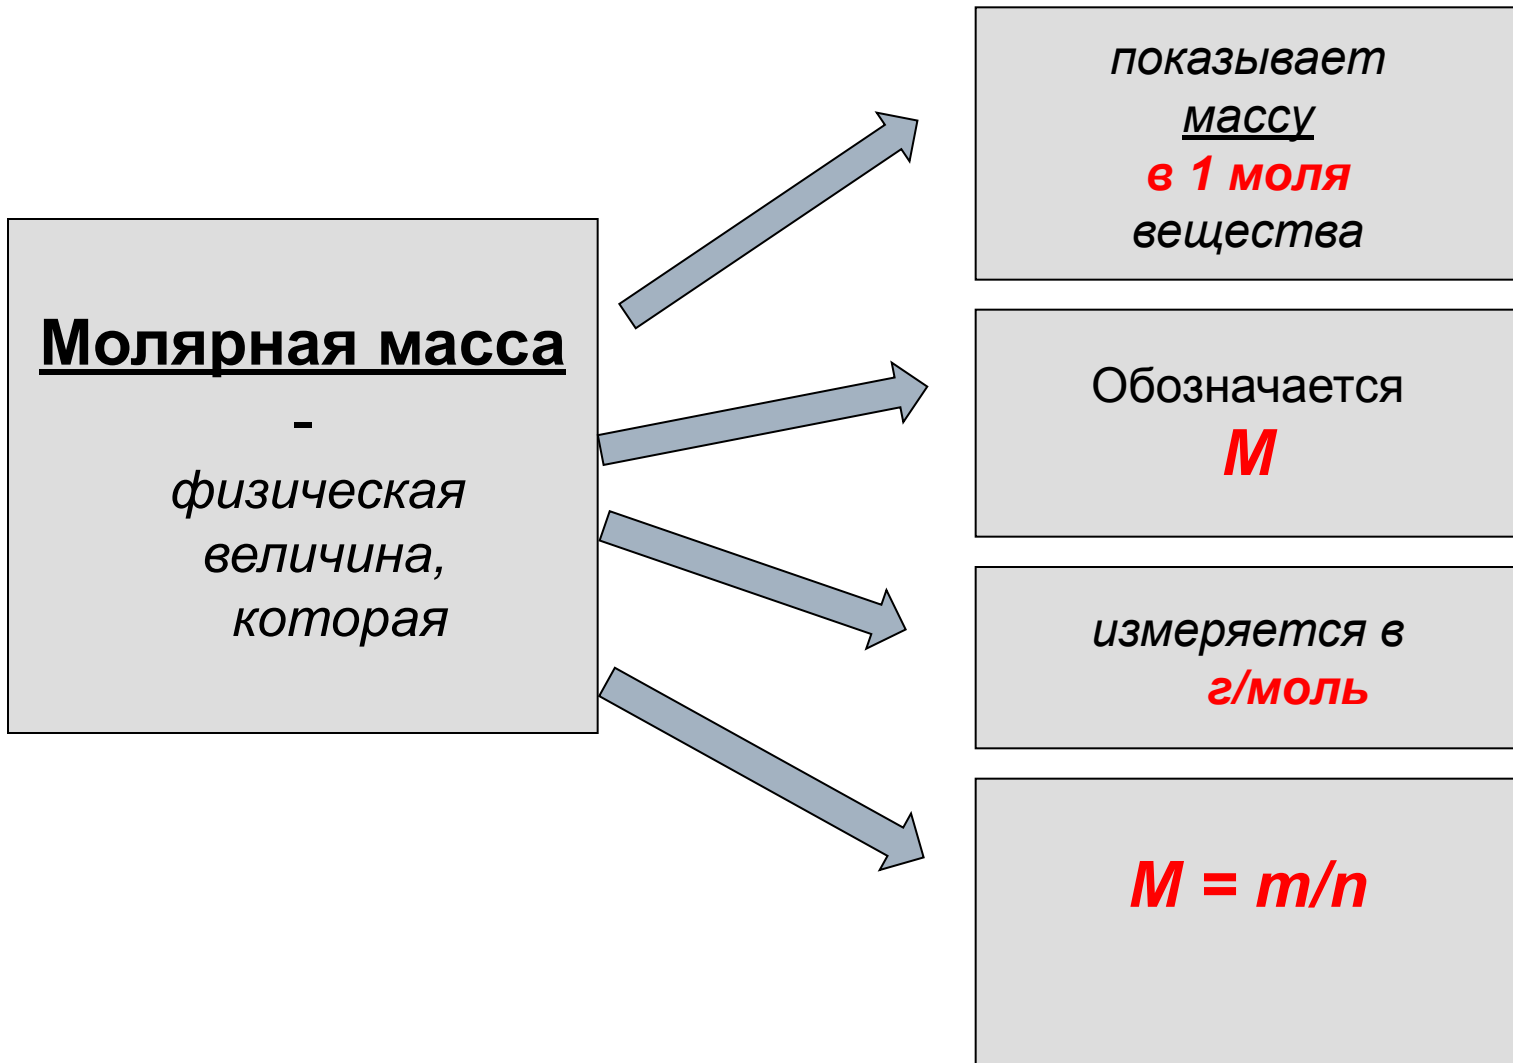 Молярная масса
-
физическая
величина,
которая
показывает
массу
в 1 моля
вещества
Обозначается
М
измеряется в
г/моль
M = m/n